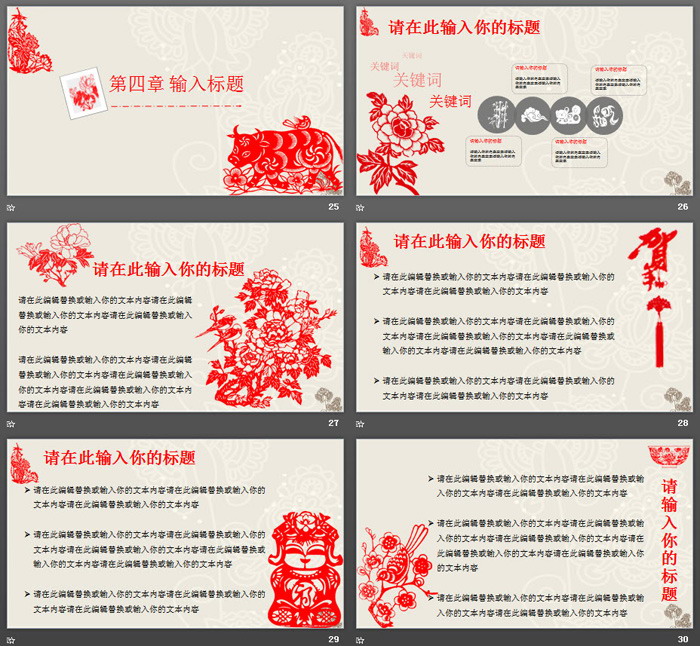 第四章 输入标题
25
请在此输入你的标题
关键词
关键词
关键词
关键词
请输入你的标题
请输入你的标题
请输入你的标题
请输入你的标题
26
请在此输入你的标题
请在此编辑替换或输入你的文本内容请在此编辑
替换或输入你的文本内容请在此编辑替换或输入
你的文本内容
请在此编辑替换或输入你的文本内容请在此编辑
替换或输入你的文本内容请在此编辑替换或输入
你的文本内容请在此编辑替换或输入你的文本内
容请在此编辑替换或输入你的文本内容
27
请在此输入你的标题
请在此编辑替换或输入你的文本内容请在此编辑替换或输入你的
文本内容请在此编辑替换或输入你的文本内容
请在此编辑替换或输入你的文本内容请在此编辑替换或输入你的
文本内容请在此编辑替换或输入你的文本内容请在此编辑替换或
输入你的文本内容请在此编辑替换或输入你的文本内容
请在此编辑替换或输入你的文本内容请在此编辑替换或输入你的
文本内容请在此编辑替换或输入你的文本内容
贺
28
请在此输入你的标题
请在此编辑替换或输入你的文本内容请在此编辑替换或输入你的
文本内容请在此编辑替换或输入你的文本内容
请在此编辑替换或输入你的文本内容请在此编辑替换或输入你的
文本内容请在此编辑替换或输入你的文本内容请在此编辑替换或
输入你的文本内容请在此编辑替换或输入你的文本内容
请在此编辑替换或输入你的文本内容请在此编辑替换或输入你的
文本内容请在此编辑替换或输入你的文本内容
29
请输入你的标题
请在此编辑替换或输入你的文本内容请在此编辑替换或输
入你的文本内容请在此编辑替换或输入你的文本内容
请在此编辑替换或输入你的文本内容请在此编辑替换或输
入你的文本内容请在此编辑替换或输入你的文本内容请在
此编辑替换或输入你的文本内容请在此编辑替换或输入你
的文本内容
请在此编辑替换或输入你的文本内容请在此编辑替换或输
入你的文本内容请在此编辑替换或输入你的文本内容
30